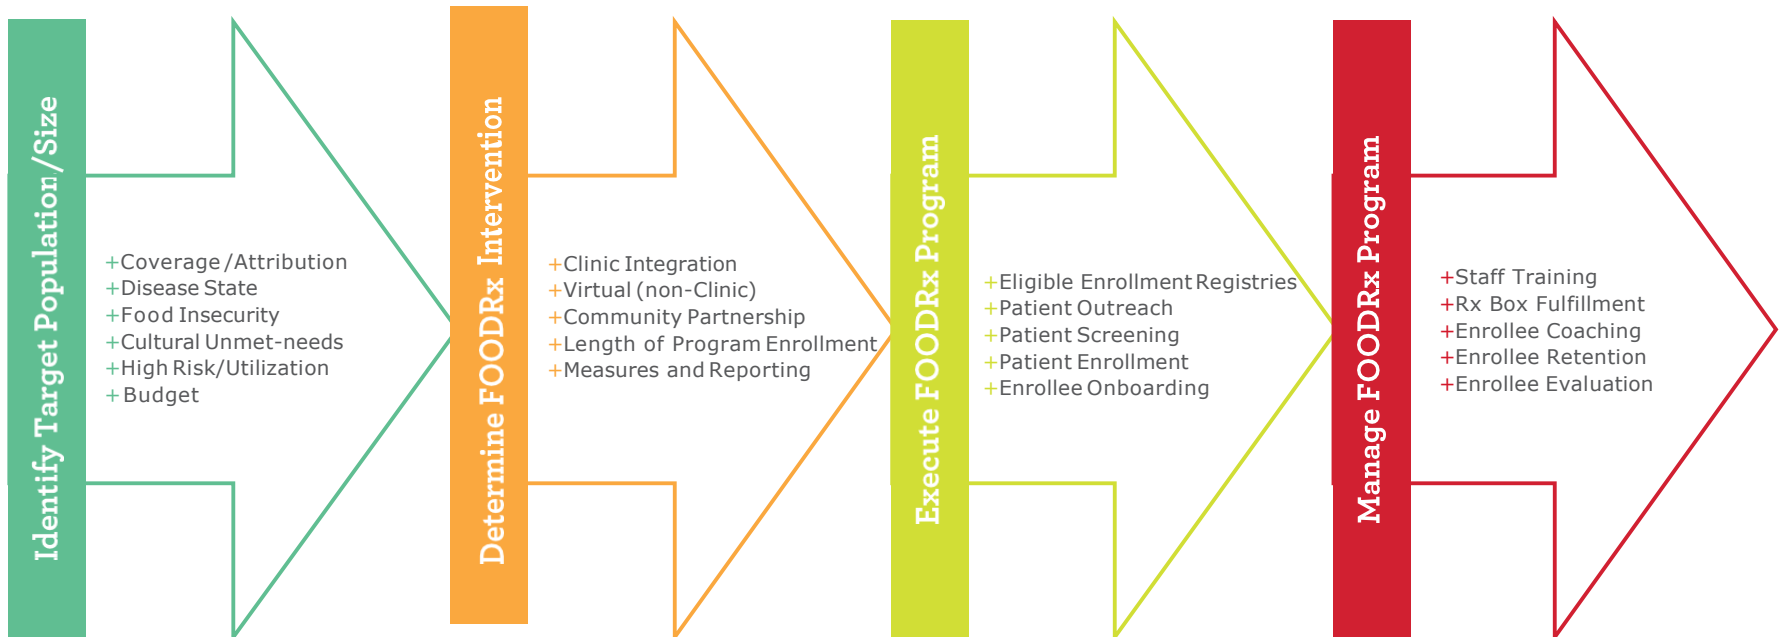 Identify Target Population/Size
+Coverage/Attribution
+Disease State
+Food Insecurity
+Cultural Unmet-needs
+High Risk/Utilization
+Budget
Determine FOODRx Intervention
+Clinic Integration
+Virtual (non-Clinic)
+Community Partnership
+Length of Program Enrollment
+Measures and Reporting
Execute FOODRx Program
+Eligible Enrollment Registries
+Patient Outreach
+Patient Screening
+Patient Enrollment
+Enrollee Onboarding
Manage FOODRx Program
+Staff Training
+Rx Box Fulfillment
+Enrollee Coaching
+Enrollee Retention
+Enrollee Evaluation